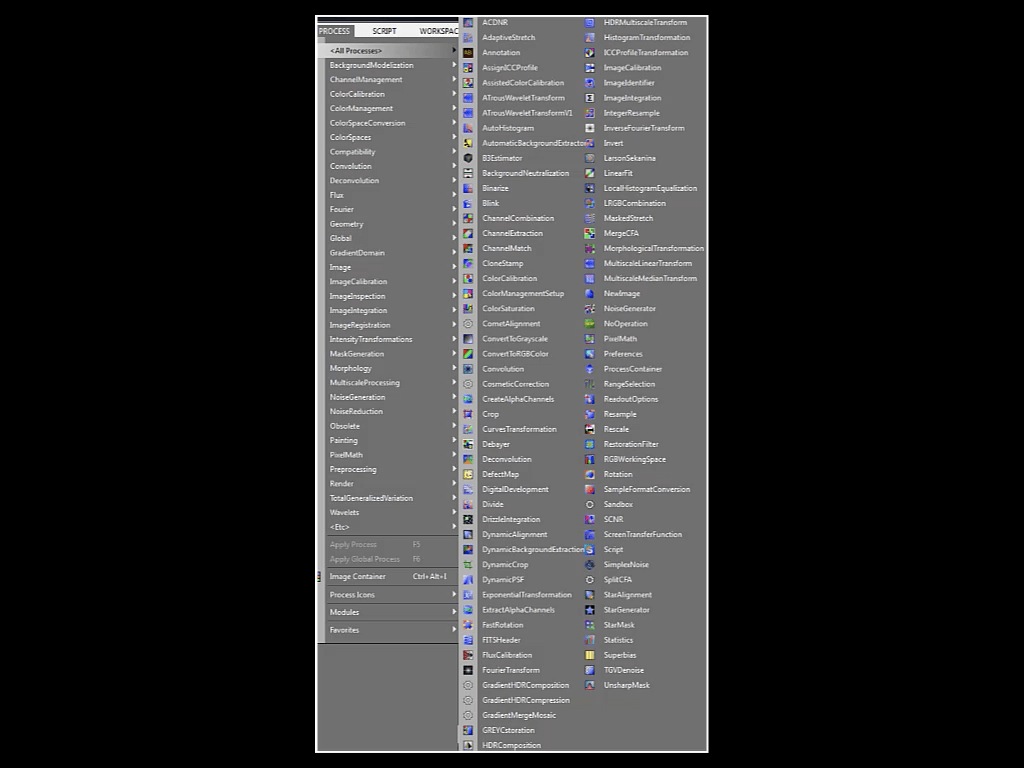 PROCESS SCRIPT WORKSPAC
<All Processes>
BackgroundModelization
ChannelManagement
ColorCalibration
ColorManagement
ColorSpaceConversion
ColorSpaces
Compatibility
Convolution
Deconvolution
Flux
Fourier
Geometry
Global
GradientDomain
Image
ImageCalibration
ImageInspection
ImageIntegration
ImageRegistration
IntensityTransformations
MaskGeneration
Morphology
MultiscaleProcessing
NoiseGeneration
NoiseReduction
Obsolete
Painting
PixelMath
Preprocessing
Render
TotalGeneralizedVariation
Wavelets
<Etc>
Apply Process F5
Apply Global Process F6
Image Container Ctrl+Alt+I
Process Icons
Modules
Favorites
ACDNR
AdaptiveStretch
Annotation
AssignICCProfile
AssistedColorCalibration
ATrousWaveletTransform
ATrousWaveletTransformV1
AutoHistogram
AutomaticBackgroundExtractor
B3Estimator
BackgroundNeutralization
Binarize
Blink
ChannelCombination
ChannelExtraction
ChannelMatch
CloneStamp
ColorCalibration
ColorManagementSetup
ColorSaturation
CometAlignment
ConvertToGrayscale
ConvertToRGBColor
Convolution
CosmeticCorrection
CreateAlphaChannels
Crop
CurvesTransformation
Debayer
Deconvolution
DefectMap
DigitalDevelopment
Divide
DrizzleIntegration
DynamicAlignment
DynamicBackgroundExtraction
DynamicCrop
DynamicPSF
ExponentialTransformation
ExtractAlphaChannels
FastRotation
FITSHeader
FluxCalibration
FourierTransform
GradientHDRComposition
GradientHDRCompression
GradientMergeMosaic
GREYCstoration
HDRComposition
HDRMultiscaleTransform
HistogramTransformation
ICCProfileTransformation
ImageCalibration
ImageIdentifier
ImageIntegration
IntegerResample
InverseFourierTransform
Invert
LarsonSekanina
LinearFit
LocalHistogramEqualization
LRGBCombination
MaskedStretch
MergeCFA
MorphologicalTransformation
MultiscaleLinearTransform
MultiscaleMedianTransform
NewImage
NoiseGenerator
NoOperation
PixelMath
Preferences
ProcessContainer
RangeSelection
ReadoutOptions
Resample
Rescale
RestorationFilter
RGBWorkingSpace
Rotation
SampleFormatConversion
Sandbox
SCNR
ScreenTransferFunction
Script
SimplexNoise
SplitCFA
StarAlignment
StarGenerator
StarMask
Statistics
Superbias
TGVDenoise
UnsharpMask